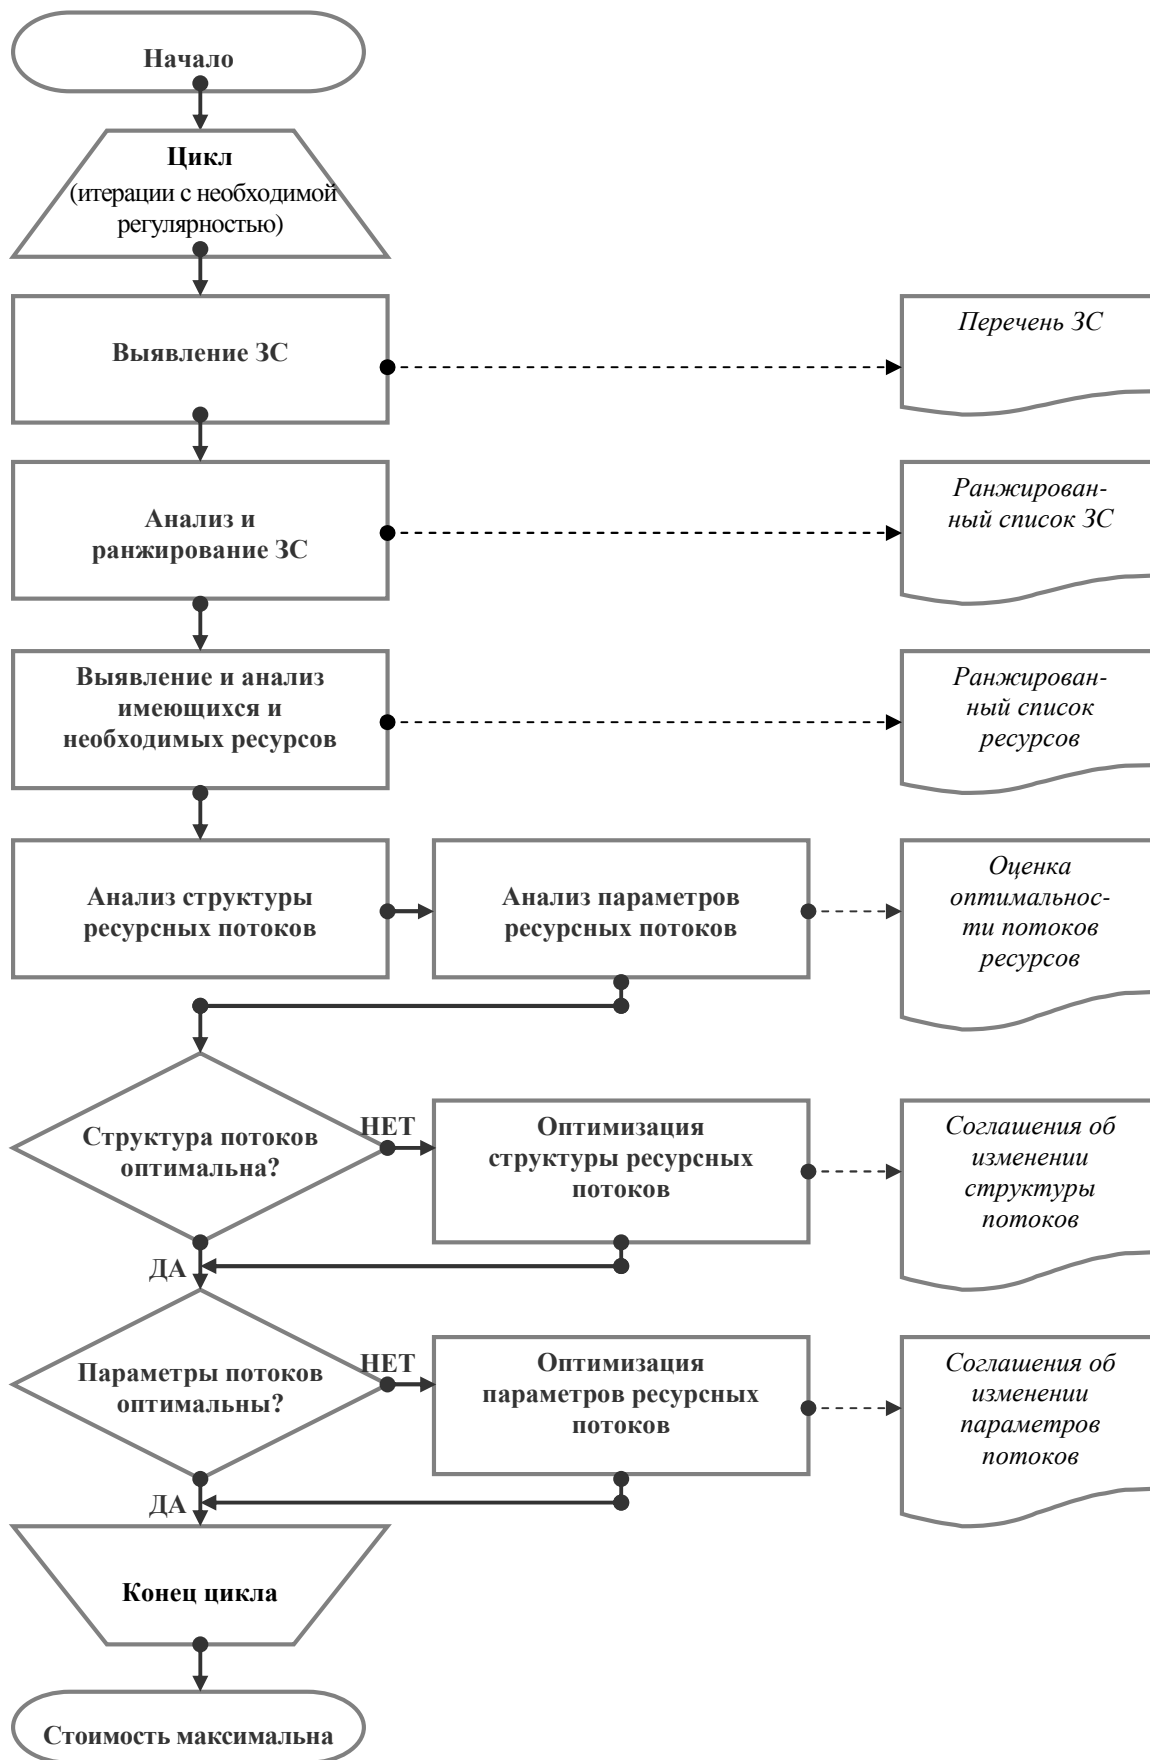 Начало
Цикл
(итерации с необходимой
регулярностью)
Выявление ЗС
Перечень ЗС
Анализ и
ранжирование ЗС
Ранжирован-
ный список ЗС
Выявление и анализ
имеющихся и
необходимых ресурсов
Ранжирован-
ный список
ресурсов
Анализ структуры
ресурсных потоков
Анализ параметров
ресурсных потоков
Оценка
оптимальнос-
ти потоков
ресурсов
Структура потоков
оптимальна?
НЕТ
Оптимизация
структуры ресурсных
потоков
Соглашения об
изменении
структуры
потоков
ДА
Параметры потоков
оптимальны?
НЕТ
Оптимизация
параметров ресурсных
потоков
Соглашения об
изменении
параметров
потоков
ДА
Конец цикла
Стоимость максимальна